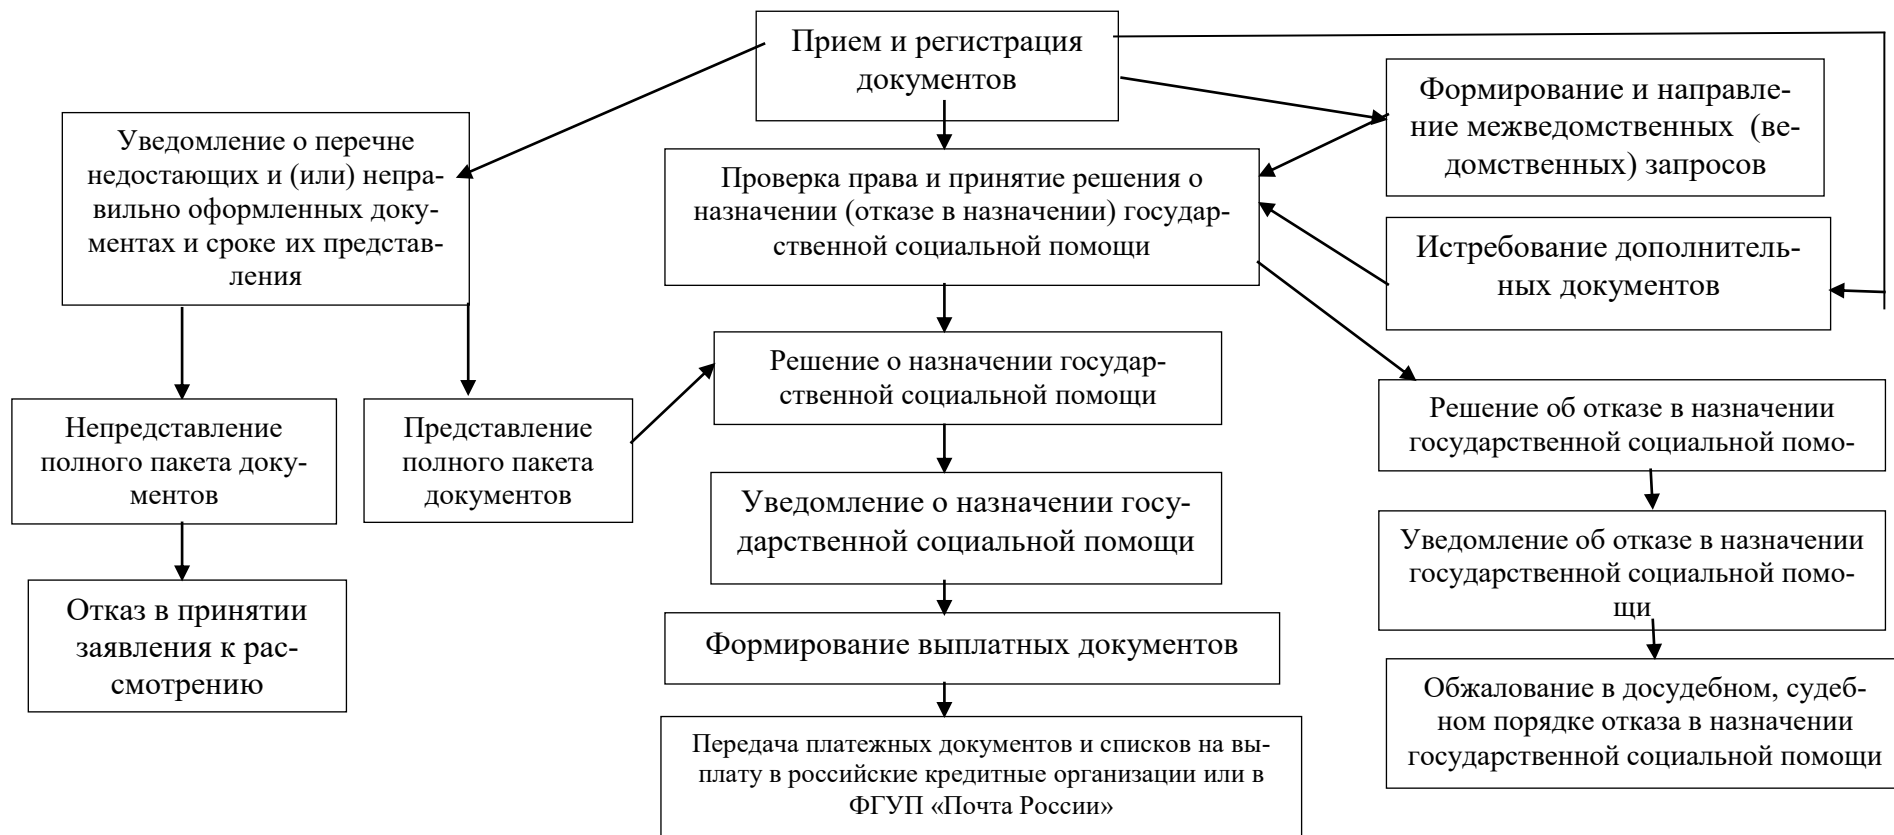 Прием и регистрация
документов
Формирование и направле-
ние межведомственных (ве-
домственных) запросов
Уведомление о перечне
недостающих и (или) непра-
вильно оформленных доку-
ментах и сроке их представ-
ления
Проверка права и принятие решения о
назначении (отказе в назначении) государ-
ственной социальной помощи
Истребование дополнитель-
ных документов
Решение о назначении государ-
ственной социальной помощи
Решение об отказе в назначении
государственной социальной помо-
Непредставление
полного пакета доку-
ментов
Представление
полного пакета
документов
Уведомление о назначении госу-
дарственной социальной помощи
Уведомление об отказе в назначении
государственной социальной помо-
щи
Отказ в принятии
заявления к рас-
смотрению
Формирование выплатных документов
Обжалование в досудебном, судеб-
ном порядке отказа в назначении
государственной социальной помощи
Передача платежных документов и списков на вы-
плату в российские кредитные организации или в
ФГУП «Почта России»